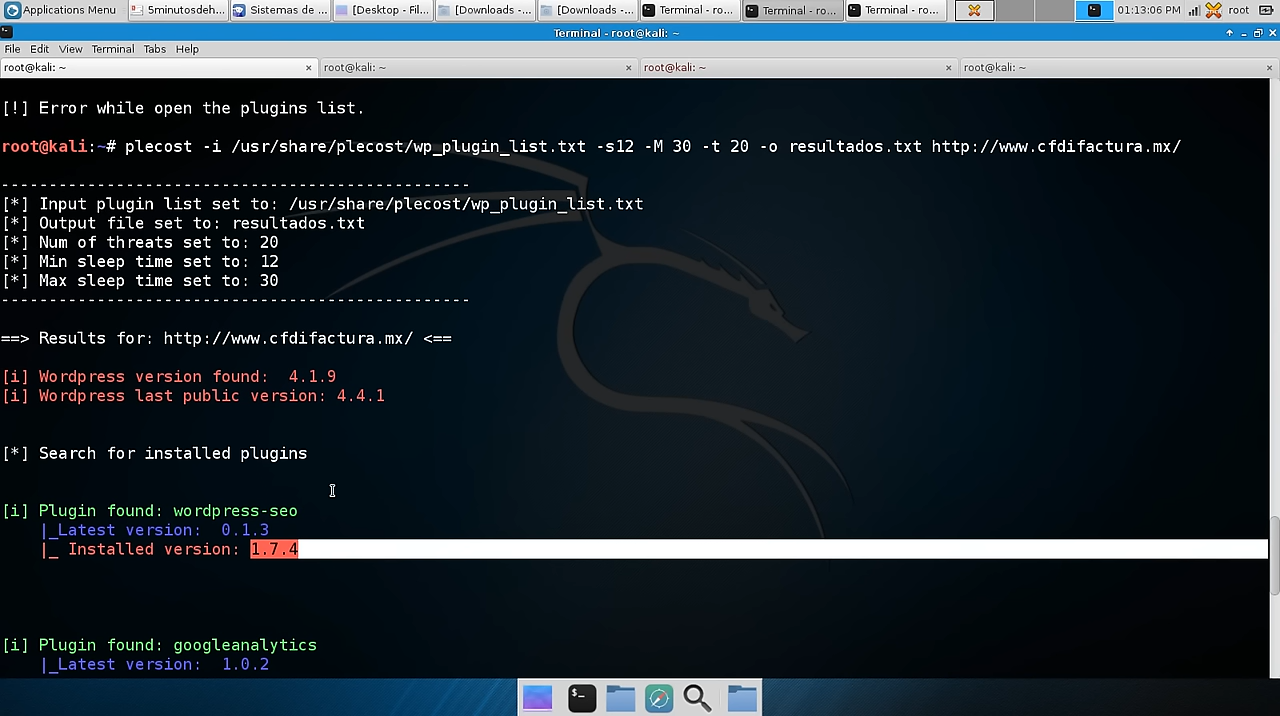 Applications Menu 5minutosdeh... Sistemas de ... [Desktop - Fil... [Downloads -... [Downloads -... Terminal - ro... Terminal - ro... Terminal - ro... 01:13:06 PM root
Terminal - root@kali: ~
File Edit View Terminal Tabs Help
root@kali: ~ × root@kali: ~ × root@kali: ~ × root@kali: ~ ×
[!] Error while open the plugins list.
root@kali:~# plecost -i /usr/share/plecost/wp_plugin_list.txt -s12 -M 30 -t 20 -o resultados.txt http://www.cfdifactura.mx/
-------------------------------------------------
[*] Input plugin list set to: /usr/share/plecost/wp_plugin_list.txt
[*] Output file set to: resultados.txt
[*] Num of threats set to: 20
[*] Min sleep time set to: 12
[*] Max sleep time set to: 30
-------------------------------------------------
==> Results for: http://www.cfdifactura.mx/ <==
[i] Wordpress version found:  4.1.9
[i] Wordpress last public version: 4.4.1
[*] Search for installed plugins
[i] Plugin found: wordpress-seo
|_Latest version:  0.1.3
|_ Installed version: 1.7.4
[i] Plugin found: googleanalytics
|_Latest version:  1.0.2